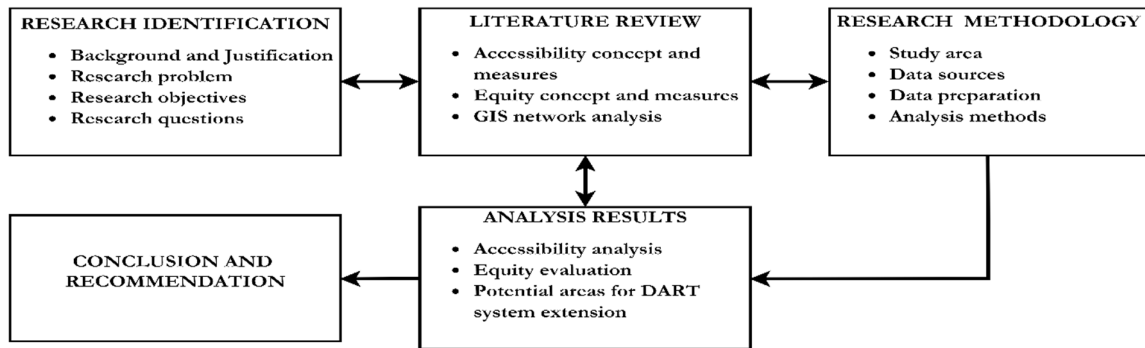 RESEARCH IDENTIFICATION
• Background and Justification
• Research problem
• Research objectives
• Research questions
LITERATURE REVIEW
• Accessibility concept and
measures
• Equity concept and measures
• GIS network analysis
RESEARCH METHODOLOGY
• Study area
• Data sources
• Data preparation
• Analysis methods
CONCLUSION AND
RECOMMENDATION
ANALYSIS RESULTS
• Accessibility analysis
• Equity evaluation
• Potential areas for DART
system extension